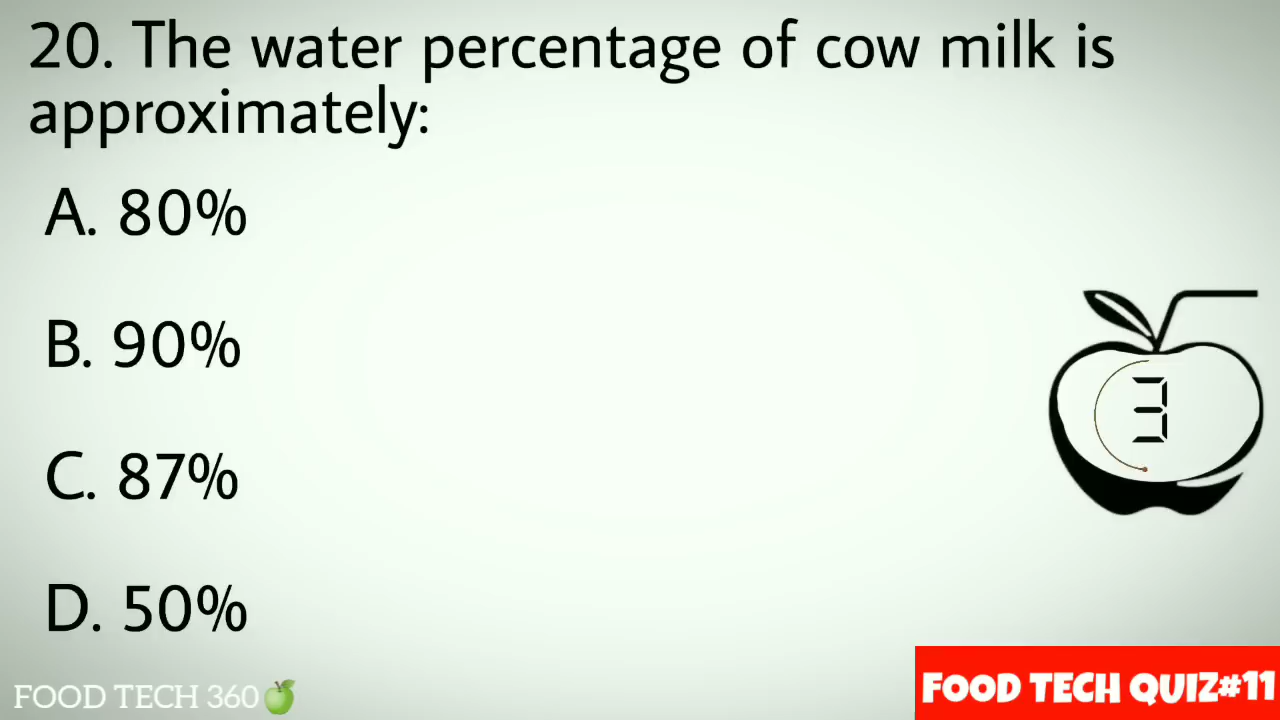 20. The water percentage of cow milk is
approximately:
A. 80%
B. 90%
C. 87%
D. 50%
3
FOOD TECH 360
FOOD TECH QUIZ#11